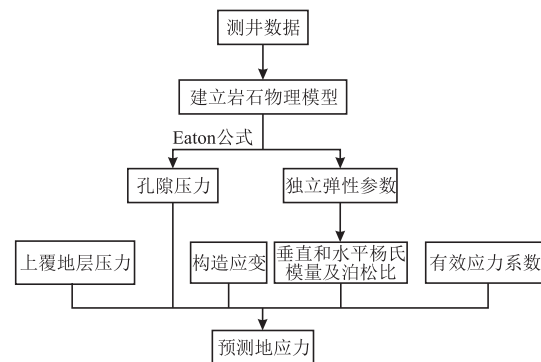 测井数据
建立岩石物理模型
Eaton公式
孔隙压力
独立弹性参数
上覆地层压力
构造应变
垂直和水平杨氏
模量及泊松比
有效应力系数
预测地应力